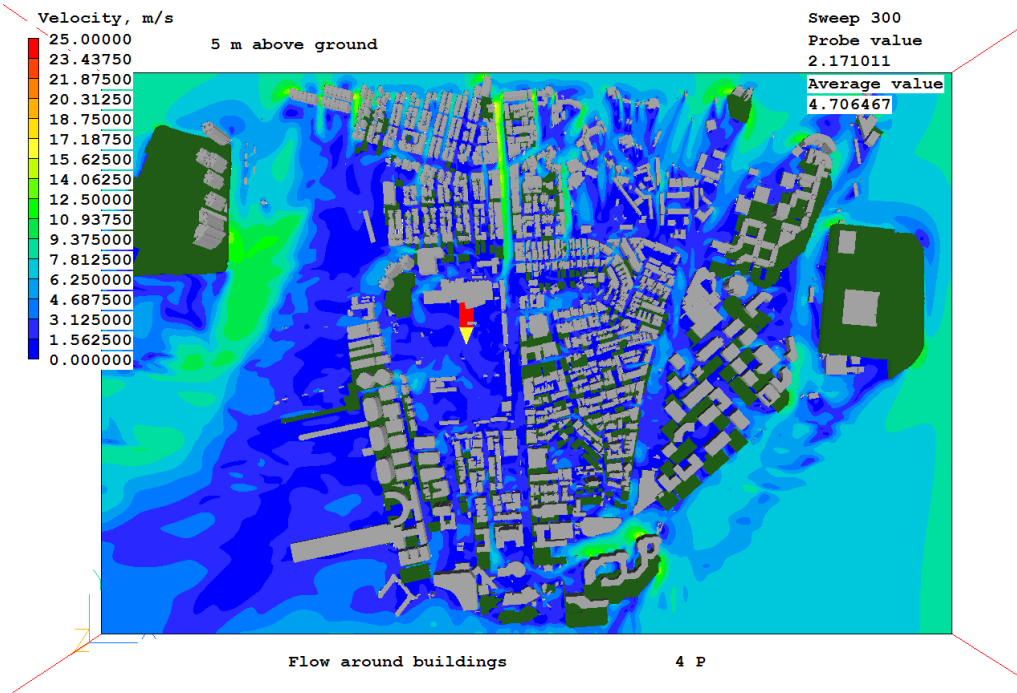 Velocity, m/s
25.00000
23.43750
21.87500
20.31250
18.75000
17.18750
15.62500
14.06250
12.50000
10.93750
9.375000
7.812500
6.250000
4.687500
3.125000
1.562500
0.000000
5 m above ground
Sweep 300
Probe value
2.171011
Average value
4.706467
Flow around buildings
4 P